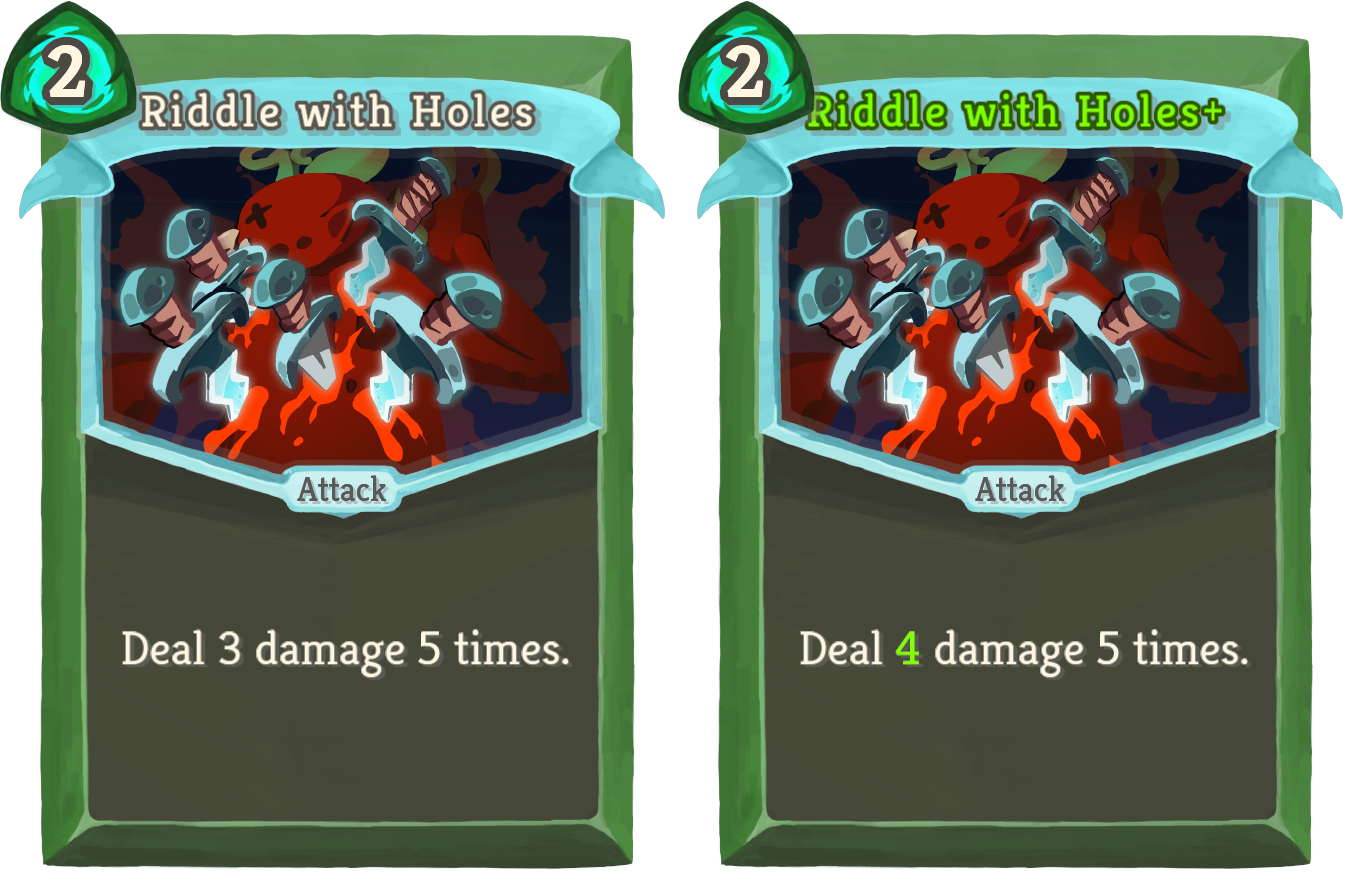 2
Riddle with Holes
Attack
Deal 3 damage 5 times.
2
Riddle with Holes+
Attack
Deal 4 damage 5 times.